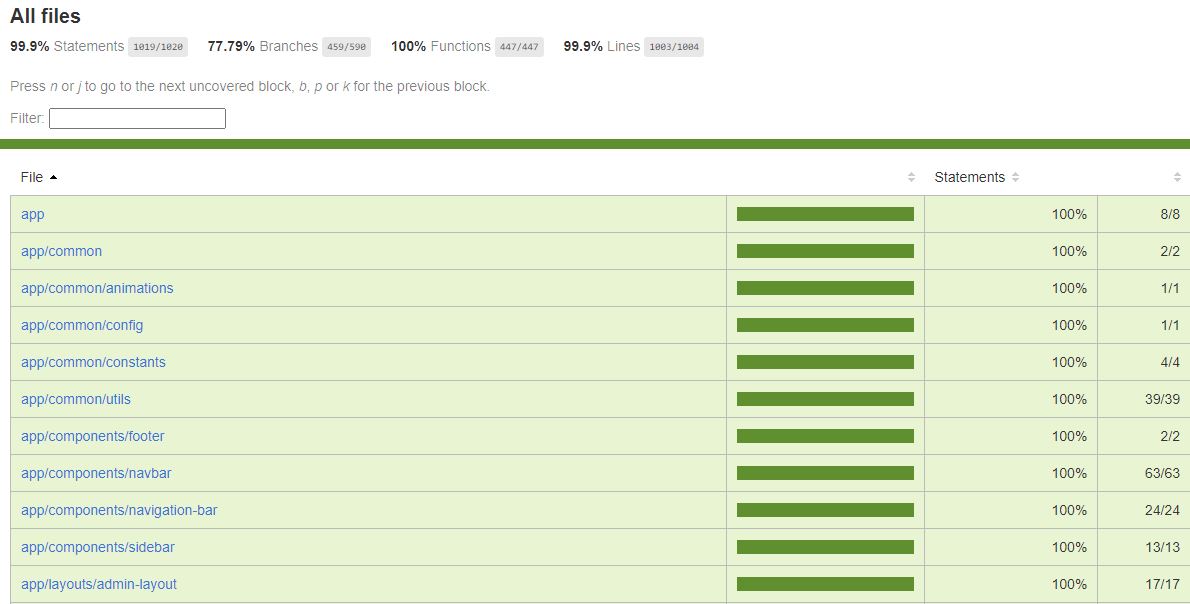 All files
99.9% Statements 1019/1020 77.79% Branches 459/590 100% Functions 447/447 99.9% Lines 1003/1004
Press n or j to go to the next uncovered block, b, p or k for the previous block.
Filter:
File Statements
app 100% 8/8
app/common 100% 2/2
app/common/animations 100% 1/1
app/common/config 100% 1/1
app/common/constants 100% 4/4
app/common/utils 100% 39/39
app/components/footer 100% 2/2
app/components/navbar 100% 63/63
app/components/navigation-bar 100% 24/24
app/components/sidebar 100% 13/13
app/layouts/admin-layout 100% 17/17